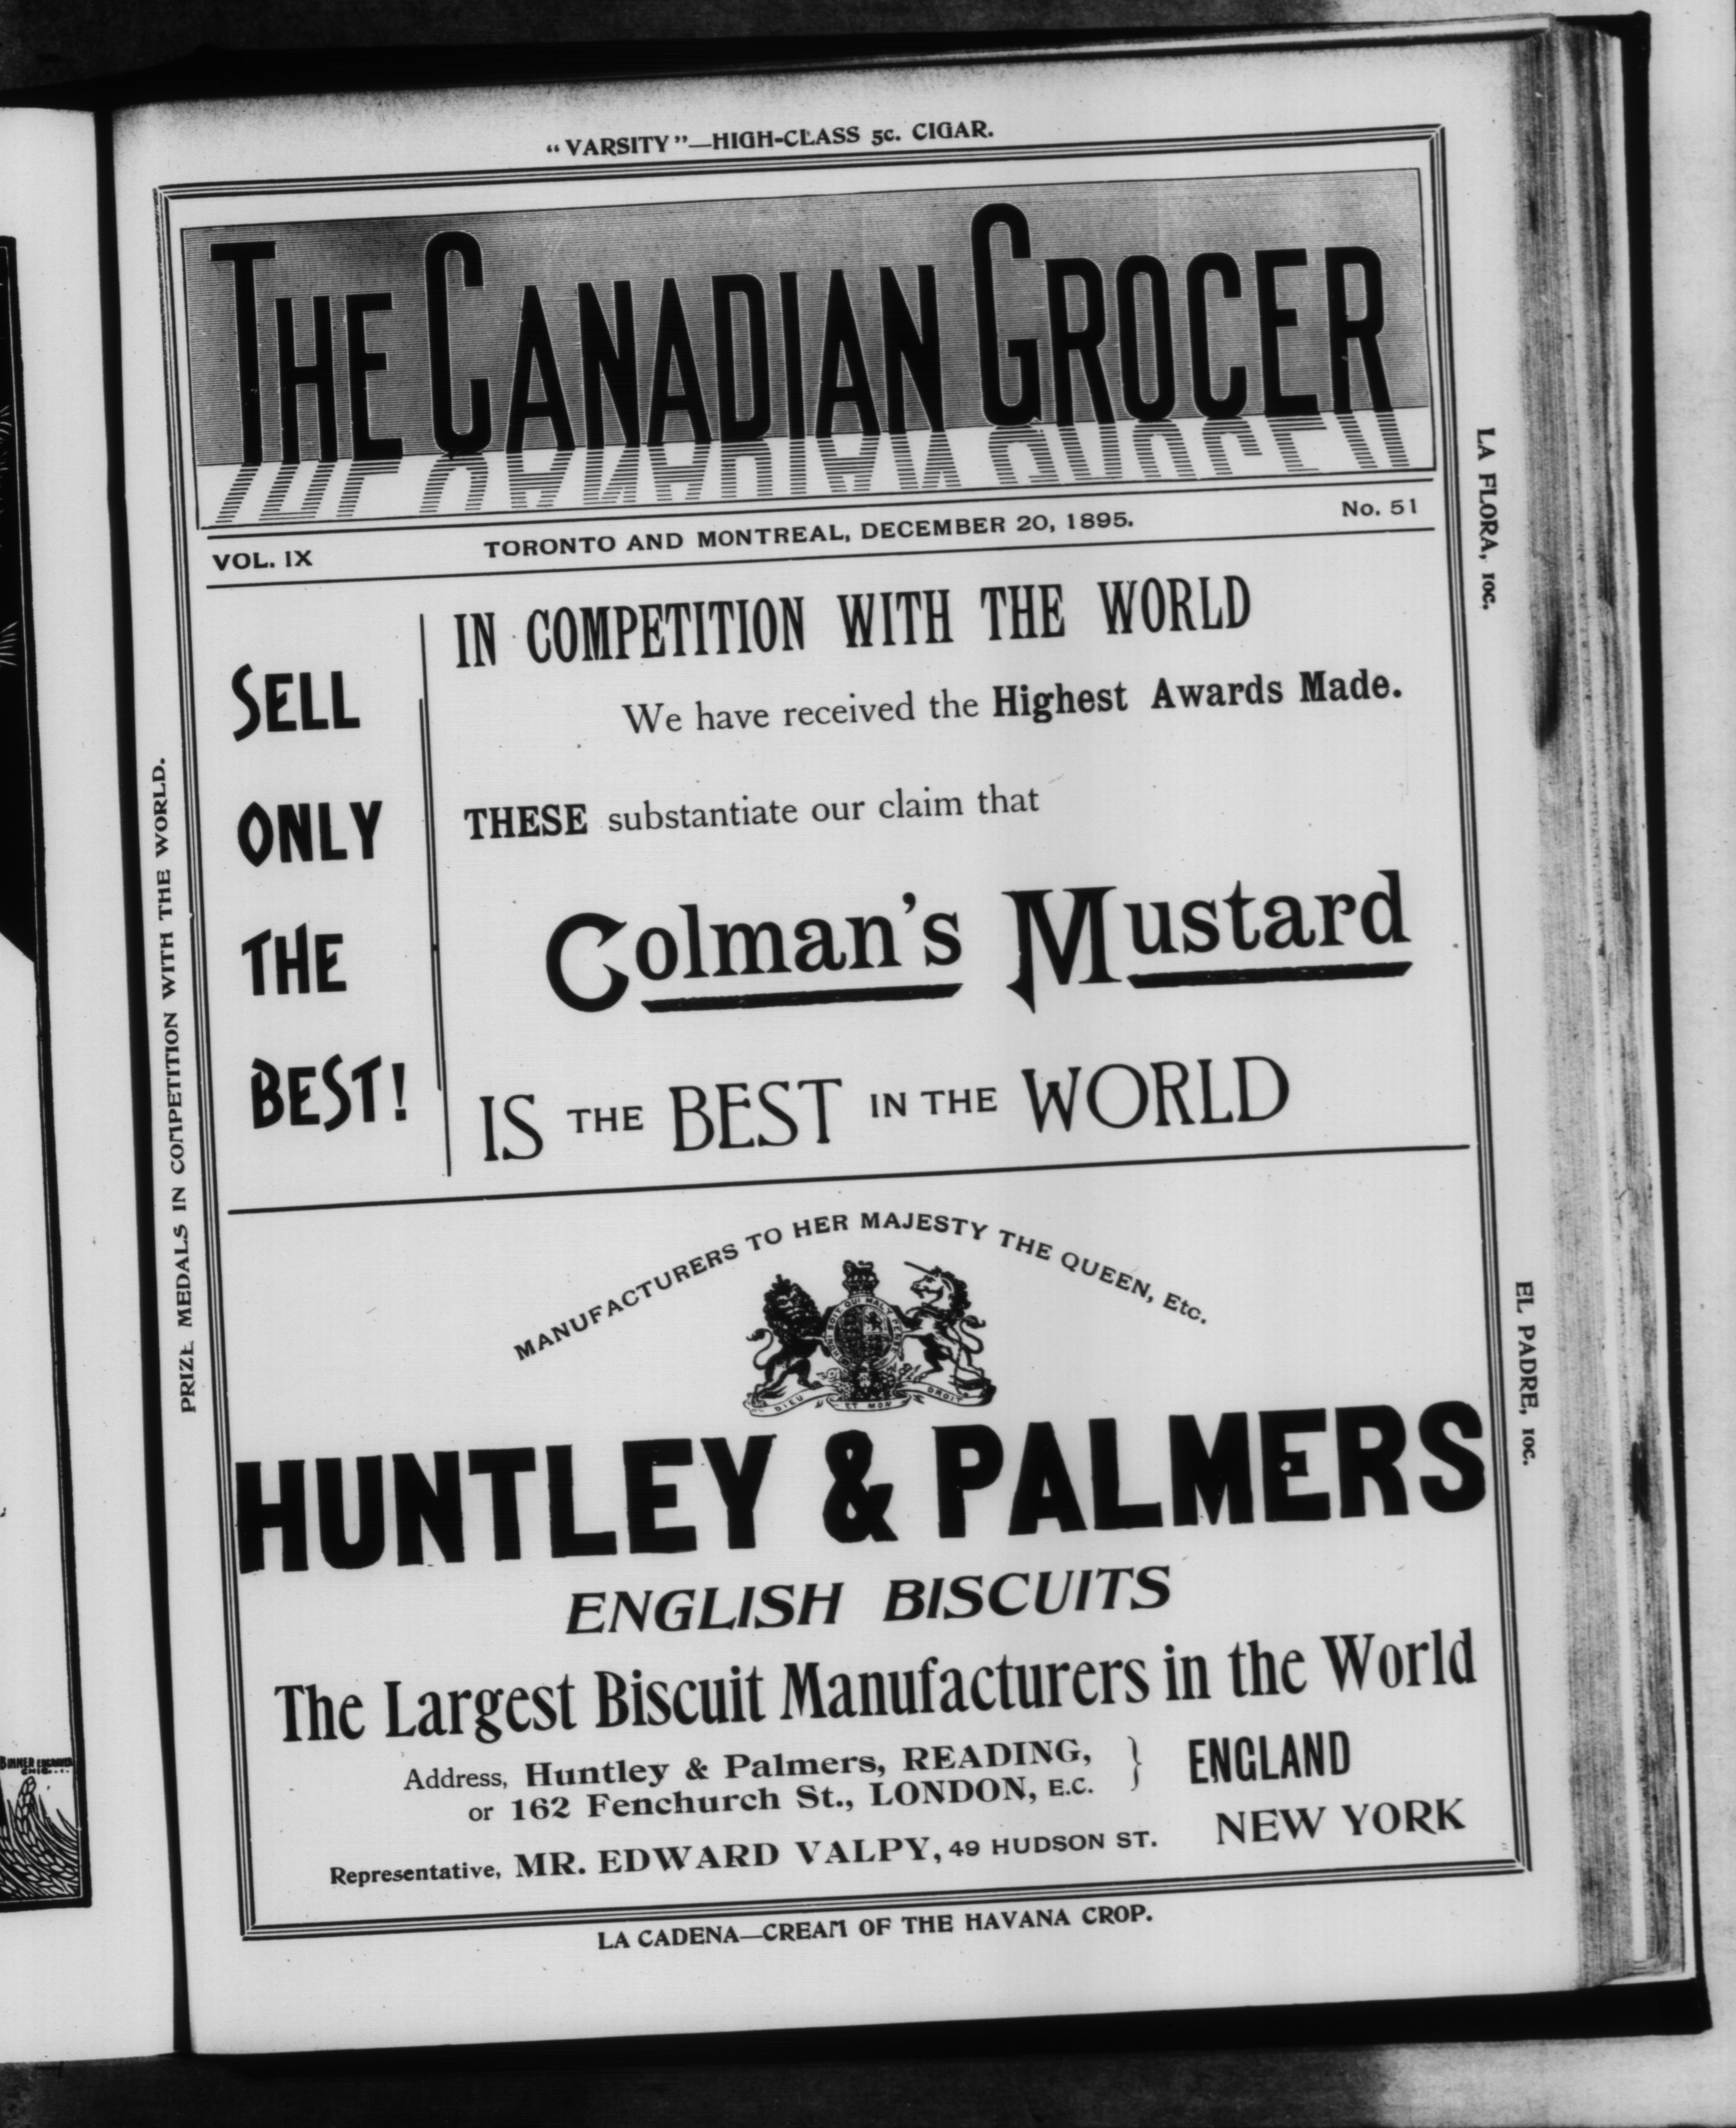 "VARSITY"—HIGH-CLASS 5c. CIGAR.
THE CANADIAN GROCER
VOL. IX
TORONTO AND MONTREAL, DECEMBER 20, 1895.
No. 51
SELL
ONLY
THE
BEST!
IN COMPETITION WITH THE WORLD
We have received the Highest Awards Made.
THESE substantiate our claim that
Colman's Mustard
IS THE BEST IN THE WORLD
MANUFACTURERS TO HER MAJESTY THE QUEEN, Etc.
DIEU ET MON DROIT
HUNTLEY & PALMERS
ENGLISH BISCUITS
The Largest Biscuit Manufacturers in the World
Address, Huntley & Palmers, READING,
or 162 Fenchurch St., LONDON, E.C.
} ENGLAND
Representative, MR. EDWARD VALPY, 49 HUDSON ST. NEW YORK
LA CADENA—CREAM OF THE HAVANA CROP.
PRIZE MEDALS IN COMPETITION WITH THE WORLD.
LA FLORA, 10c.
EL PADRE, 10c.